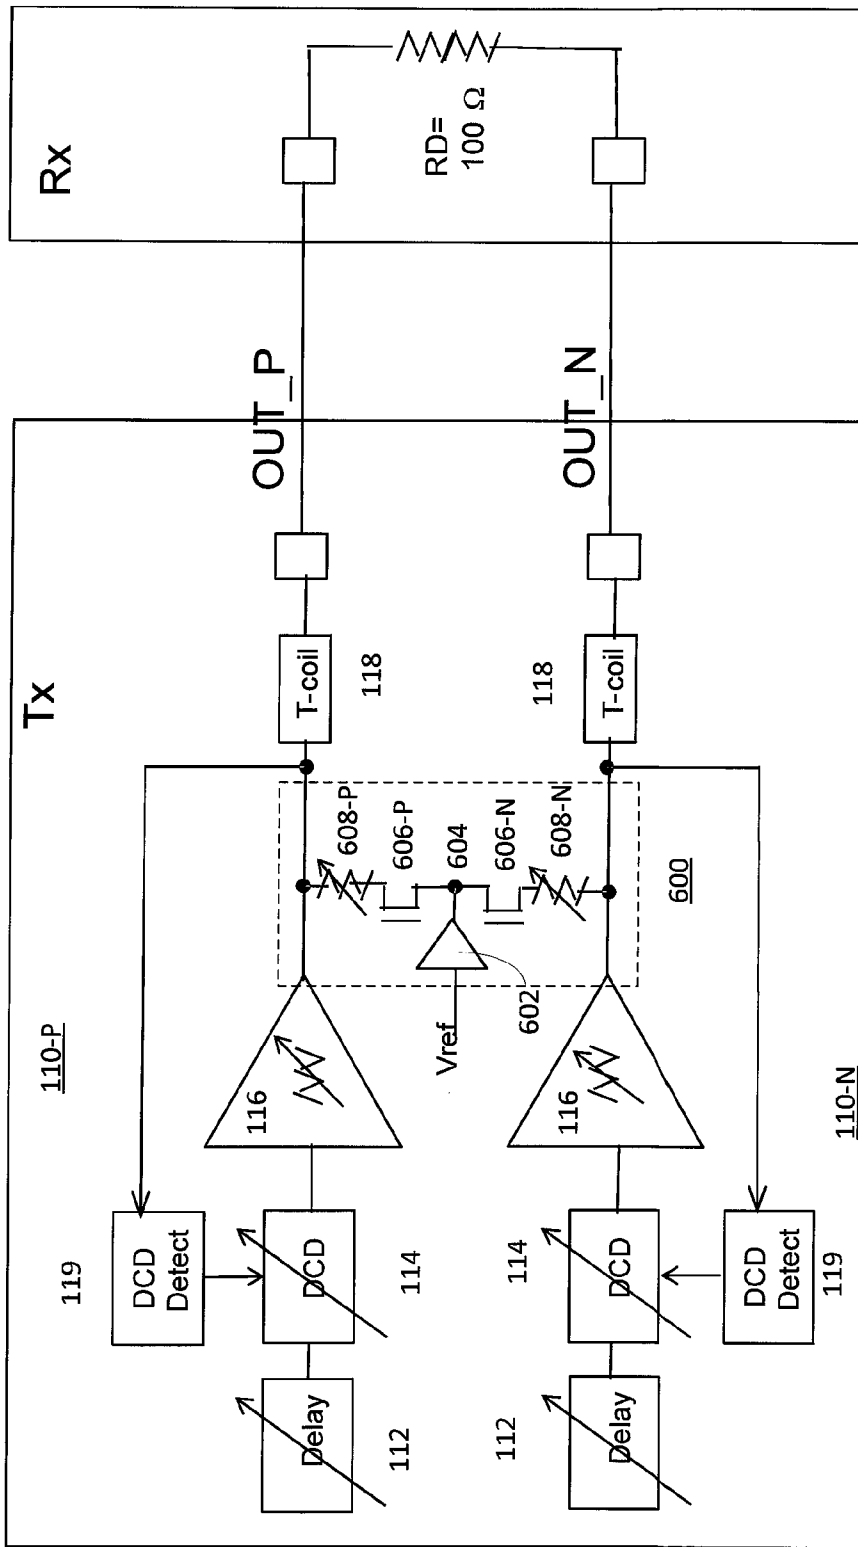 Tx
110-P
119
DCD
Detect
Delay
112
DCD
114
116
608-P
606-P
604
606-N
608-N
600
Vref
602
T-coil
118
OUT_P
Rx
RD=
100 Ω
OUT_N
T-coil
118
116
DCD
114
Delay
112
DCD
Detect
119
110-N